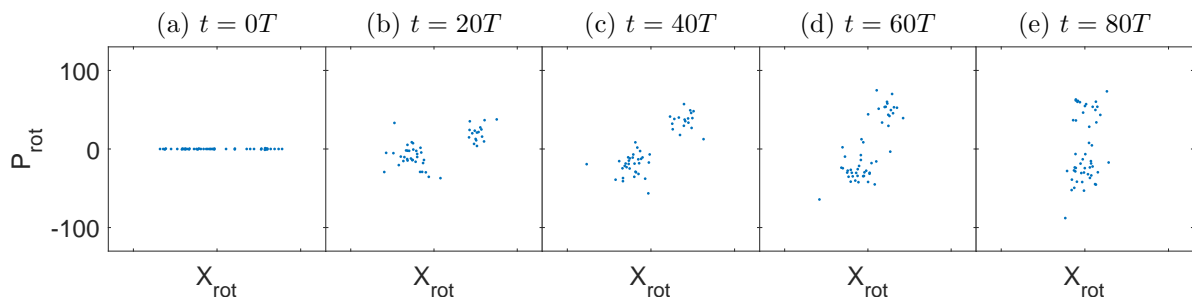 (a) t = 0T (b) t = 20T (c) t = 40T (d) t = 60T (e) t = 80T
100
0
-100
P_rot
X_rot X_rot X_rot X_rot X_rot